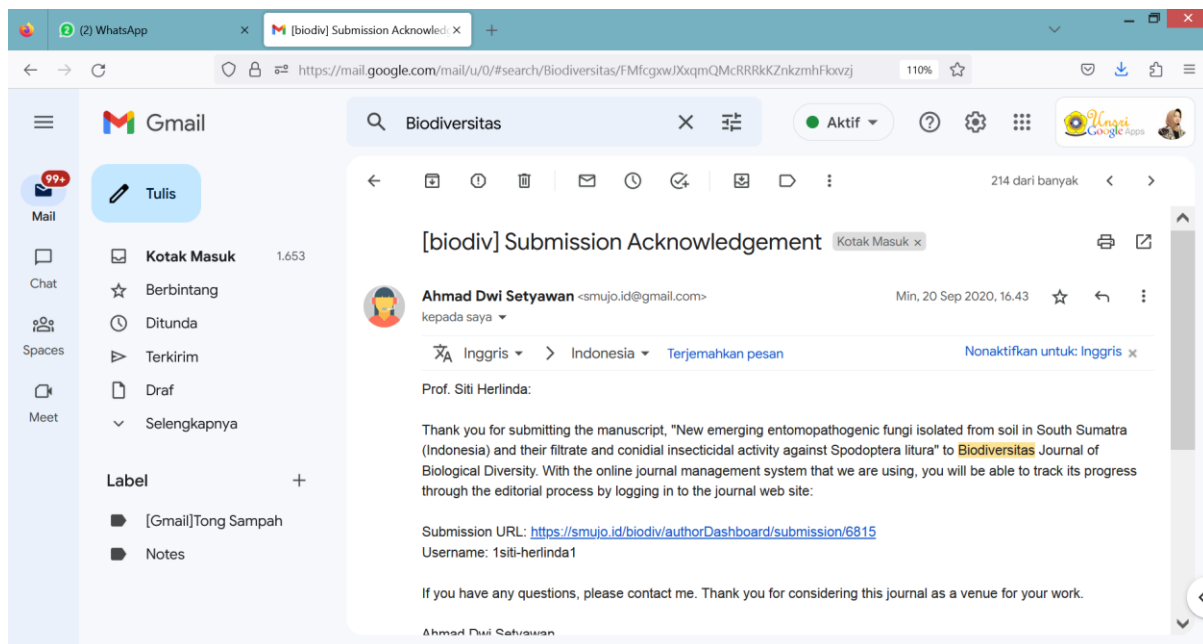 (2) WhatsApp
[biodiv] Submission Acknowledg
https://mail.google.com/mail/u/0/#search/Biodiversitas/FMfcgxwJXxqmQMcRRRkKZnkzmhFkxvzj
110%
Gmail
Biodiversitas
Aktif
Unsri
Google Apps
99+
Mail
Chat
Spaces
Meet
Tulis
Kotak Masuk 1.653
Berbintang
Ditunda
Terkirim
Draf
Selengkapnya
Label
[Gmail]Tong Sampah
Notes
214 dari banyak
[biodiv] Submission Acknowledgement Kotak Masuk ×
Ahmad Dwi Setyawan <smujo.id@gmail.com>
Min, 20 Sep 2020, 16.43
kepada saya
Inggris > Indonesia Terjemahkan pesan
Nonaktifkan untuk: Inggris ×
Prof. Siti Herlinda:
Thank you for submitting the manuscript, "New emerging entomopathogenic fungi isolated from soil in South Sumatra
(Indonesia) and their filtrate and conidial insecticidal activity against Spodoptera litura" to Biodiversitas Journal of
Biological Diversity. With the online journal management system that we are using, you will be able to track its progress
through the editorial process by logging in to the journal web site:
Submission URL: https://smujo.id/biodiv/authorDashboard/submission/6815
Username: 1siti-herlinda1
If you have any questions, please contact me. Thank you for considering this journal as a venue for your work.
Ahmad Dwi Setyawan